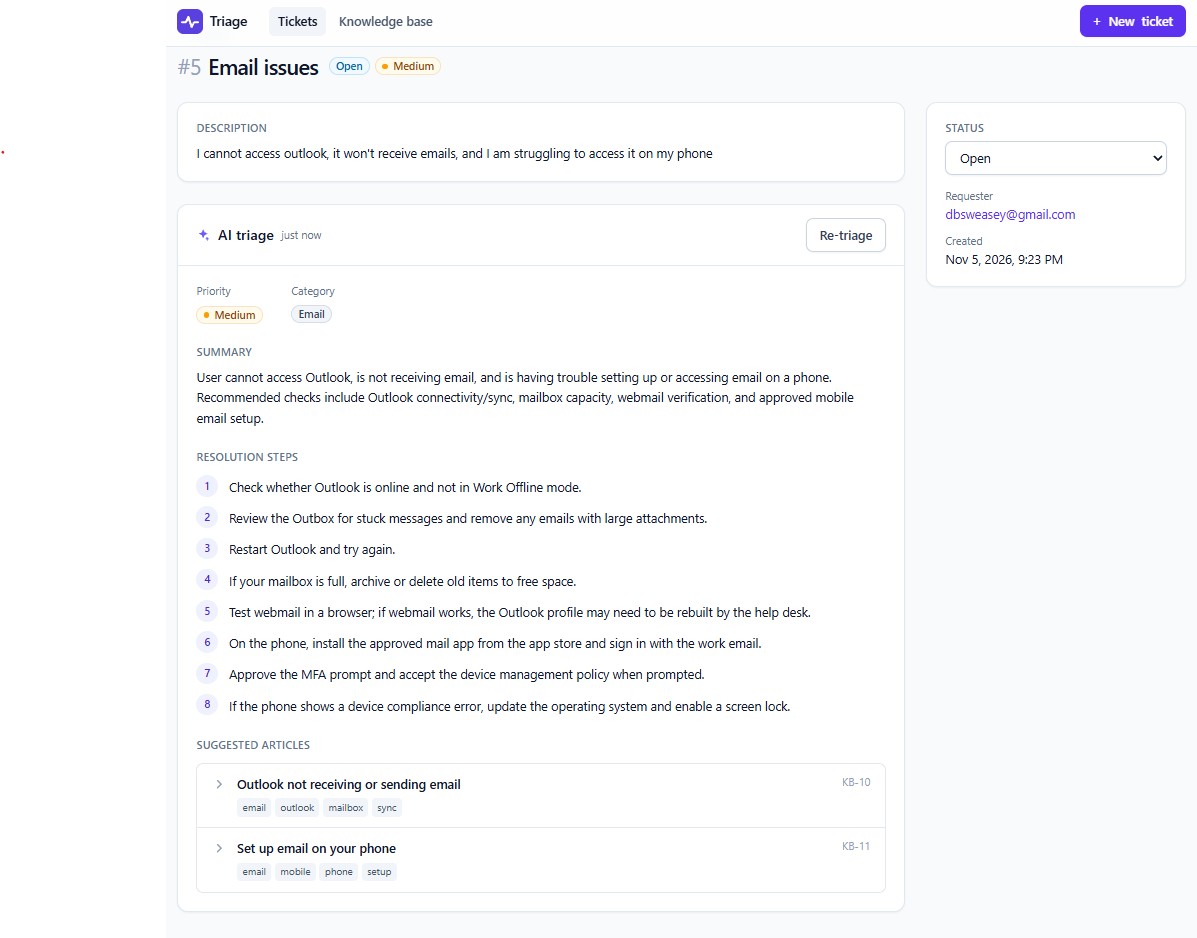 Triage Tickets Knowledge base + New ticket
#5 Email issues Open Medium
DESCRIPTION
I cannot access outlook, it won't receive emails, and I am struggling to access it on my phone
STATUS
Open
Requester
dbsweasey@gmail.com
Created
Nov 5, 2026, 9:23 PM
AI triage just now Re-triage
Priority Category
Medium Email
SUMMARY
User cannot access Outlook, is not receiving email, and is having trouble setting up or accessing email on a phone.
Recommended checks include Outlook connectivity/sync, mailbox capacity, webmail verification, and approved mobile
email setup.
RESOLUTION STEPS
1 Check whether Outlook is online and not in Work Offline mode.
2 Review the Outbox for stuck messages and remove any emails with large attachments.
3 Restart Outlook and try again.
4 If your mailbox is full, archive or delete old items to free space.
5 Test webmail in a browser; if webmail works, the Outlook profile may need to be rebuilt by the help desk.
6 On the phone, install the approved mail app from the app store and sign in with the work email.
7 Approve the MFA prompt and accept the device management policy when prompted.
8 If the phone shows a device compliance error, update the operating system and enable a screen lock.
SUGGESTED ARTICLES
Outlook not receiving or sending email KB-10
email outlook mailbox sync
Set up email on your phone KB-11
email mobile phone setup